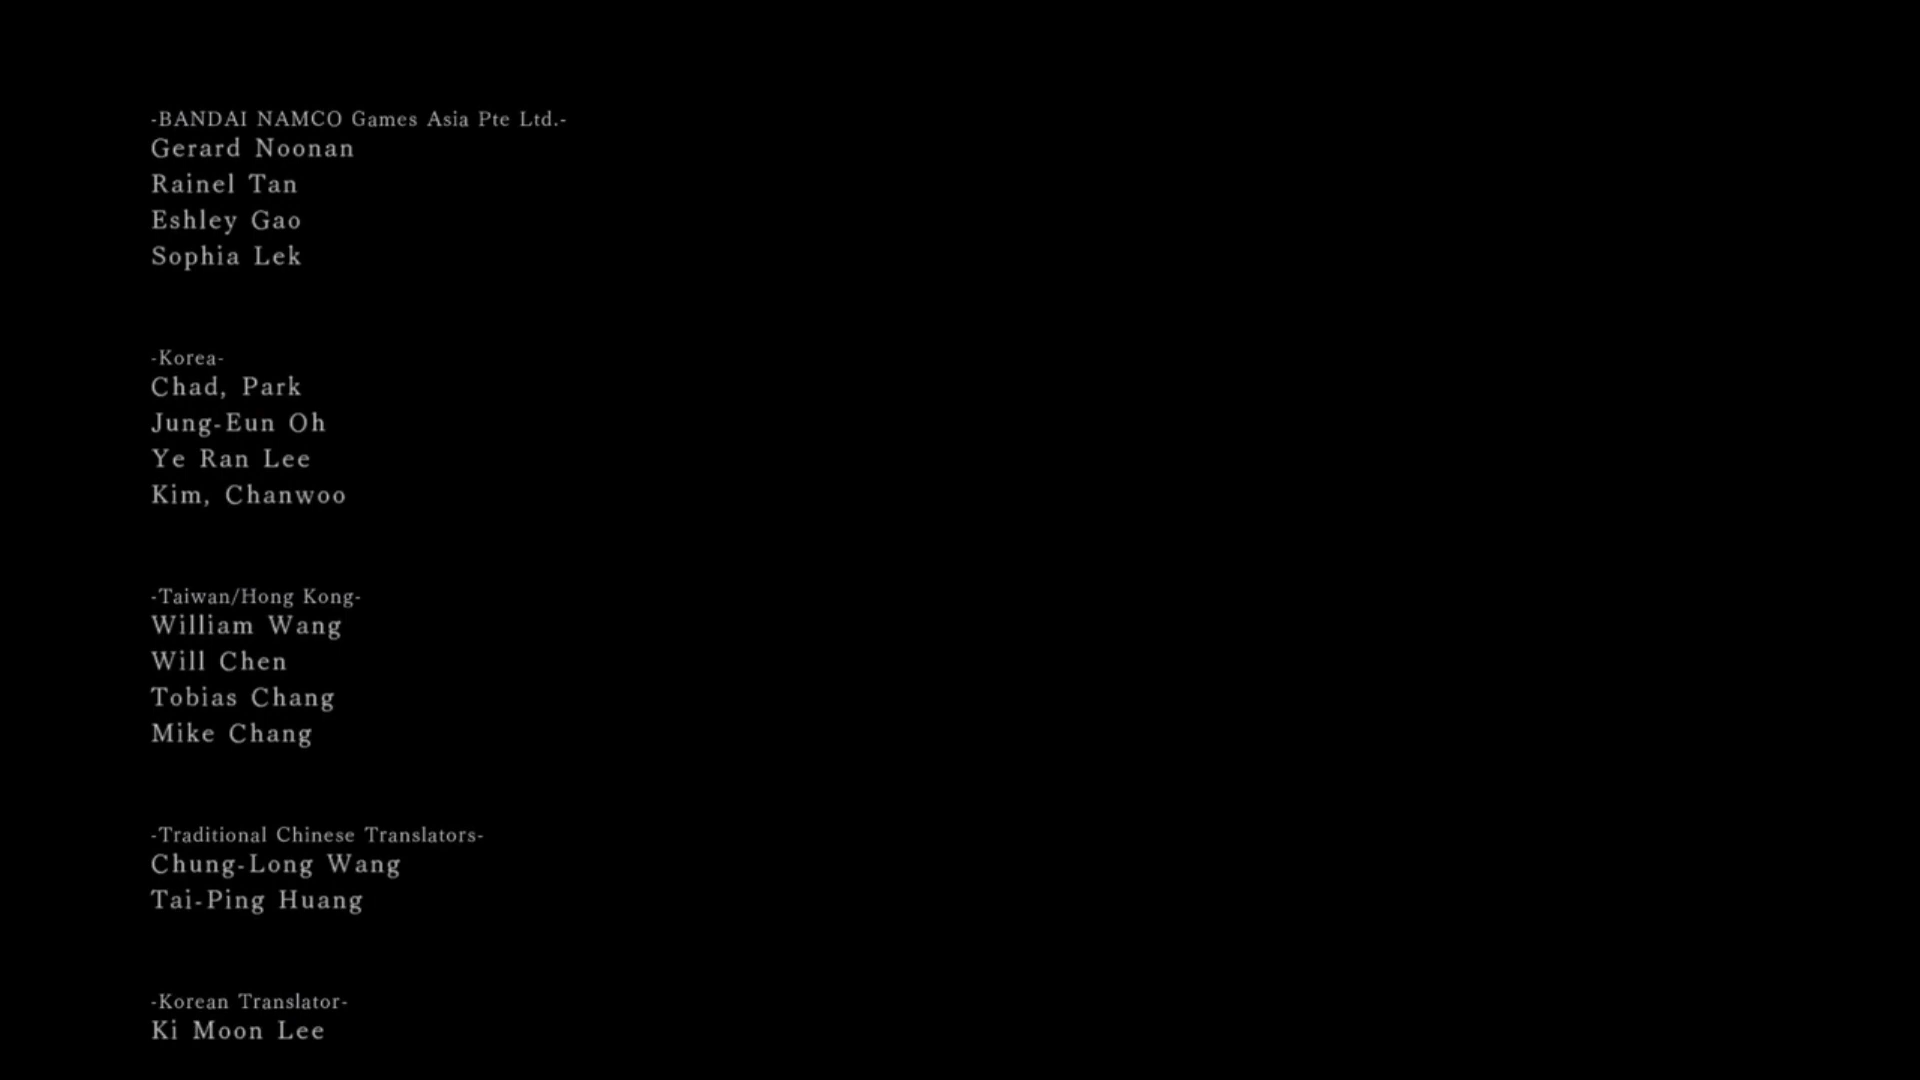 -BANDAI NAMCO Games Asia Pte Ltd.-
Gerard Noonan
Rainel Tan
Eshley Gao
Sophia Lek
-Korea-
Chad, Park
Jung-Eun Oh
Ye Ran Lee
Kim, Chanwoo
-Taiwan/Hong Kong-
William Wang
Will Chen
Tobias Chang
Mike Chang
-Traditional Chinese Translators-
Chung-Long Wang
Tai-Ping Huang
-Korean Translator-
Ki Moon Lee